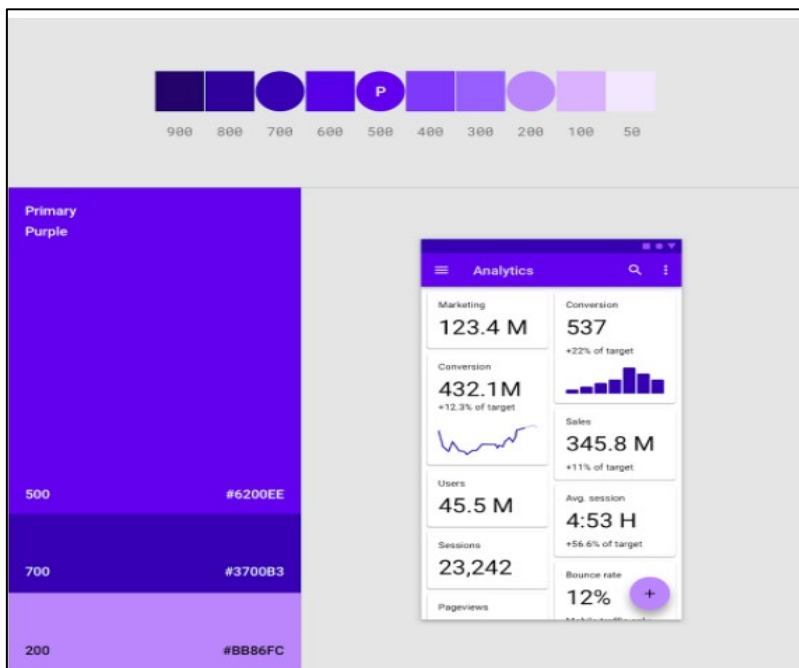 P
900 800 700 600 500 400 300 200 100 50
Primary
Purple
500 #6200EE
700 #3700B3
200 #BB86FC
Analytics
Marketing
123.4 M
Conversion
432.1M
+12.3% of target
Users
45.5 M
Sessions
23,242
Pageviews
Conversion
537
+22% of target
Sales
345.8 M
+11% of target
Avg. session
4:53 H
+56.6% of target
Bounce rate
12%
+